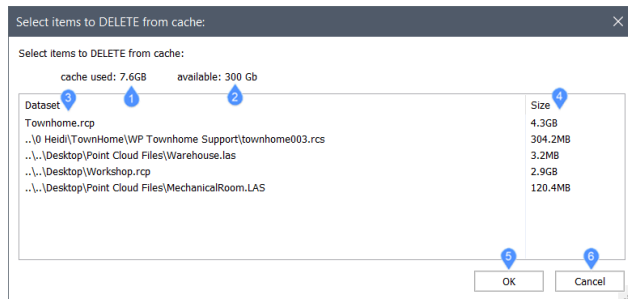 Select items to DELETE from cache:
Select items to DELETE from cache:
cache used: 7.6GB available: 300 Gb
1 2
3 4
Dataset Size
Townhome.rcp 4.3GB
..\0 Heidi\TownHome\WP Townhome Support\townhome003.rcs 304.2MB
..\..\Desktop\Point Cloud Files\Warehouse.las 3.2MB
..\..\Desktop\Workshop.rcp 2.9GB
..\..\Desktop\Point Cloud Files\MechanicalRoom.LAS 120.4MB
5 6
OK Cancel